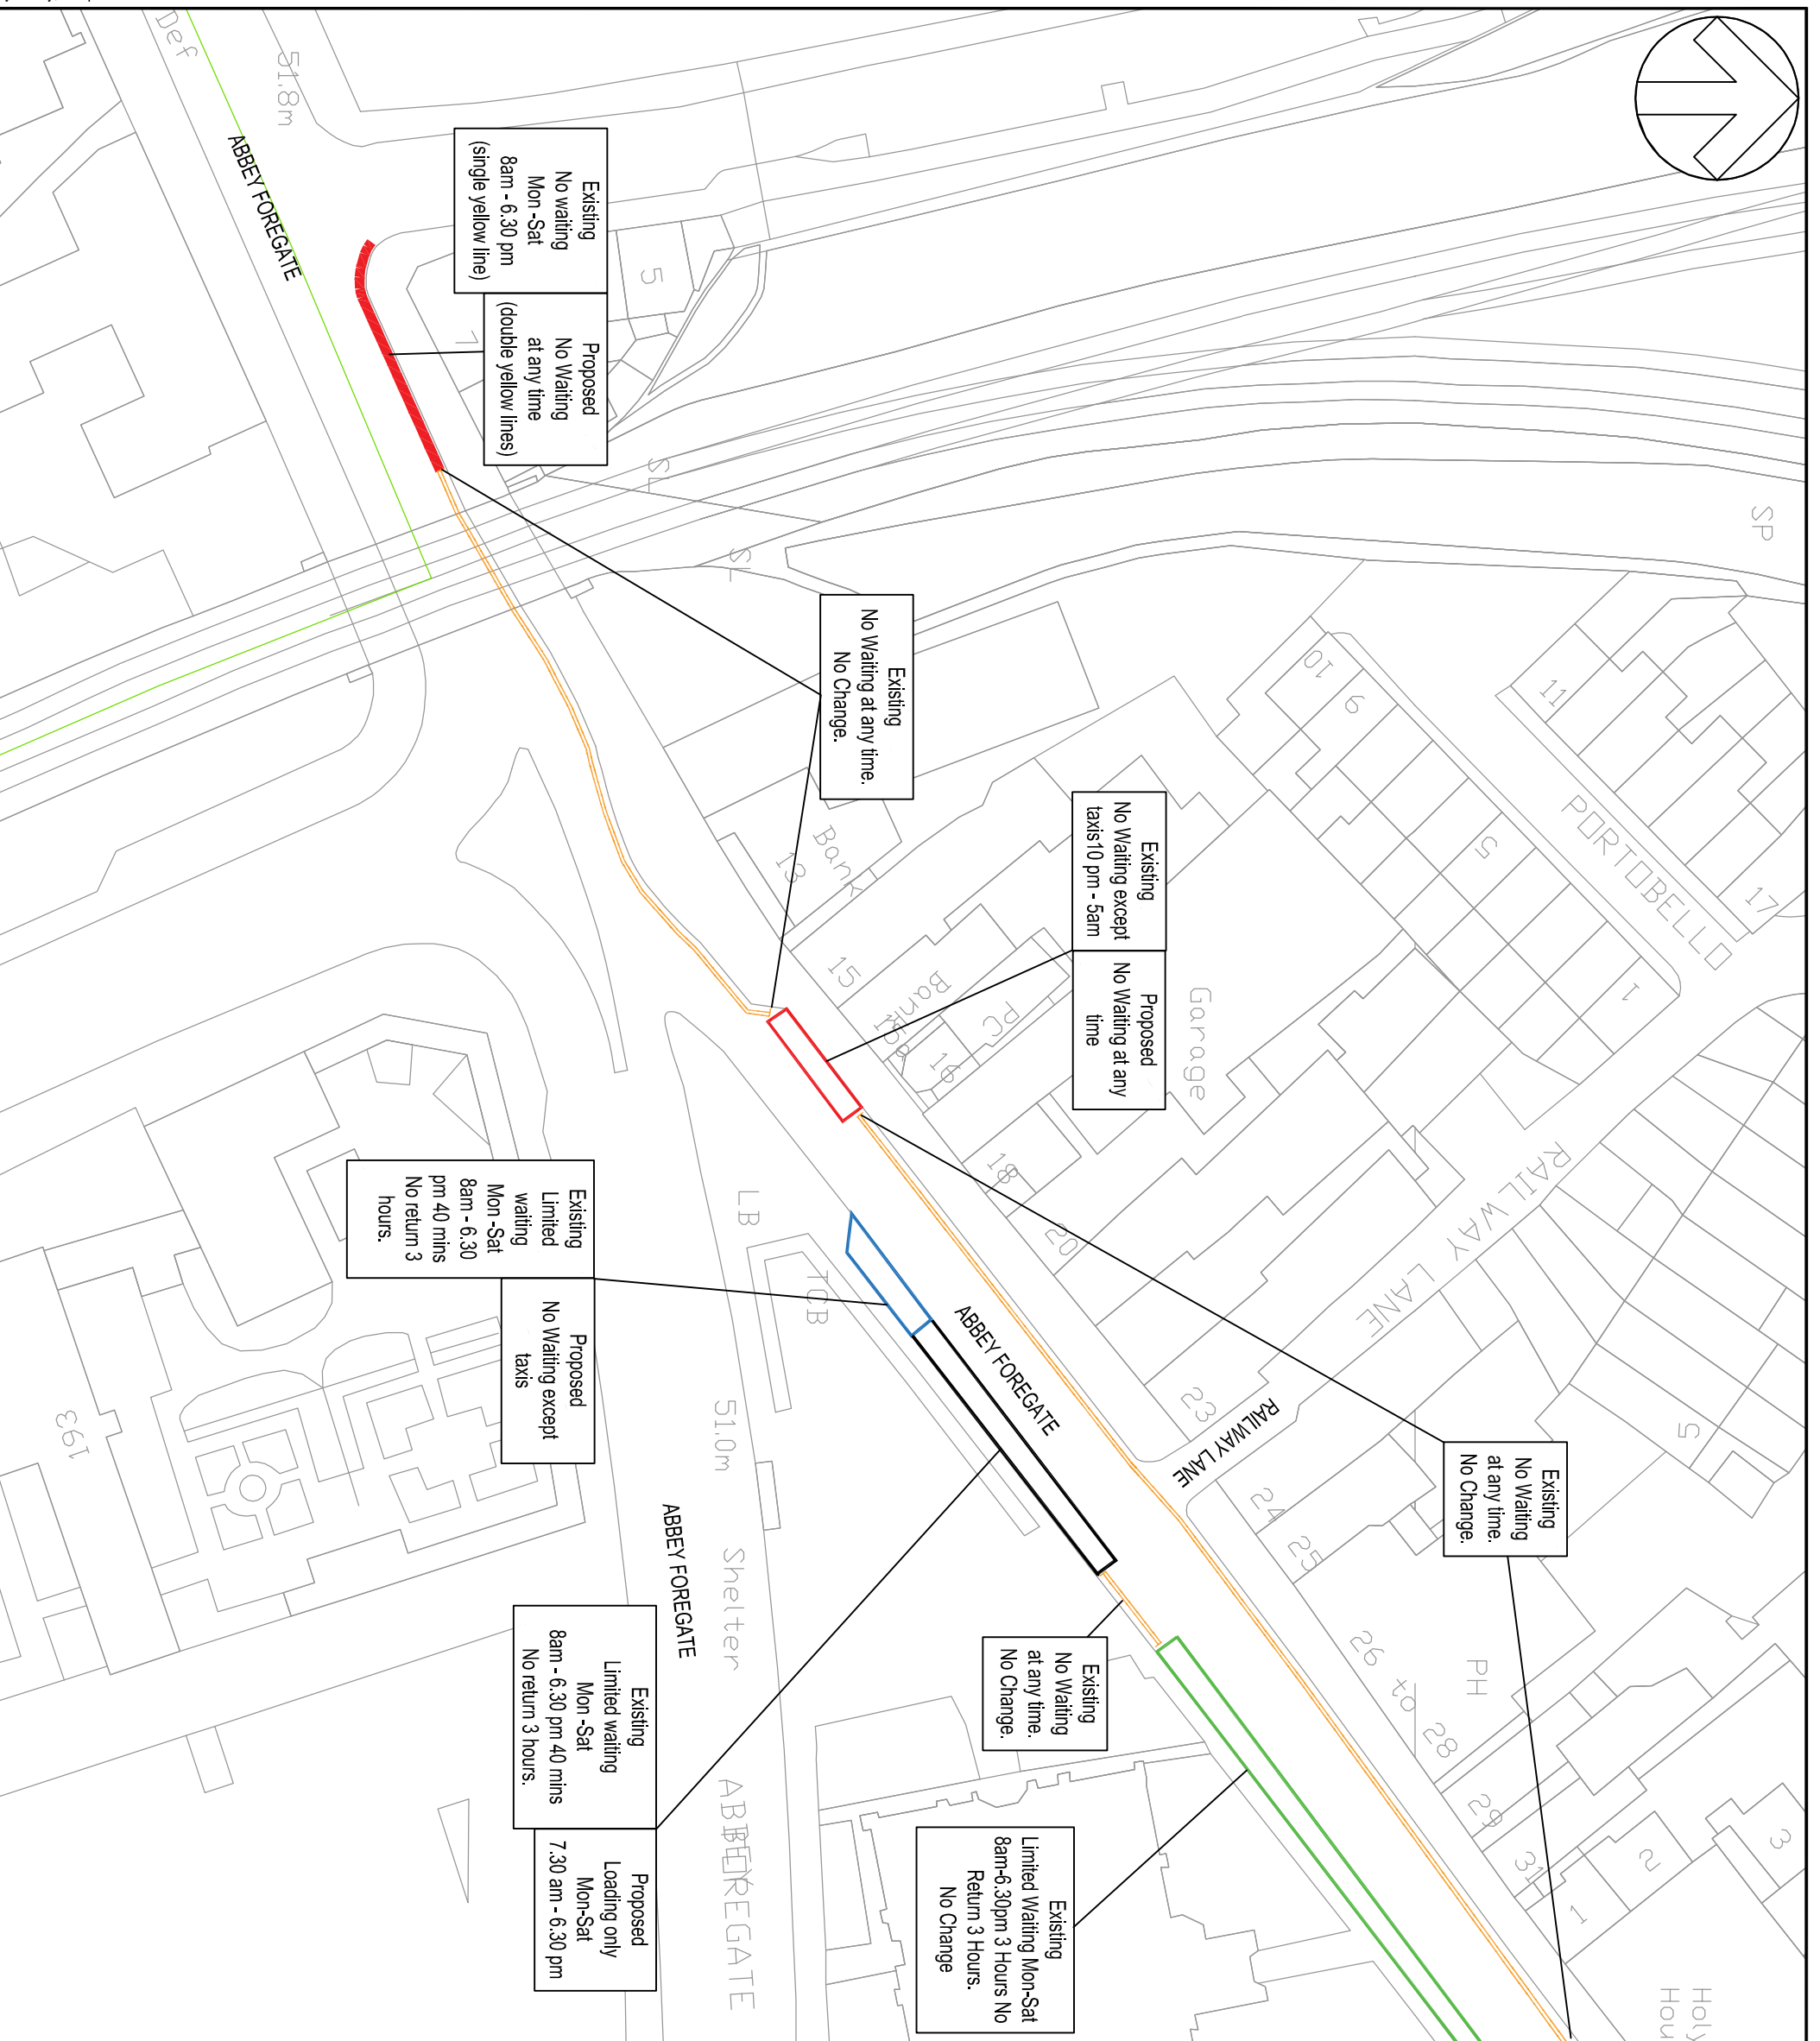 Def
51.8m
ABBEY FOREGATE
Existing
No waiting
Mon -Sat
8am - 6.30 pm
(single yellow line)
Proposed
No Waiting
at any time
(double yellow lines)
5
1
SL
SL
SP
Existing
No Waiting at any time.
No Change.
Existing
No Waiting except
taxis10 pm - 5am
Proposed
No Waiting at any
time
10
9
5
1
11
17
PORTOBELLO
Bank
13
15
Bank
15a
PC
16
18
20
23
Garage
RAILWAY LANE
RAILWAY LANE
5
24
25
26 to 28
PH
29
31
1
2
3
Holy
Hou
Existing
No Waiting
at any time.
No Change.
ABBEY FOREGATE
LB
TCB
Existing
Limited
waiting
Mon -Sat
8am - 6.30
pm 40 mins
No return 3
hours.
Proposed
No Waiting except
taxis
193
51.0m
Shelter
ABBEY FOREGATE
Existing
No Waiting
at any time.
No Change.
Existing
Limited waiting
Mon -Sat
8am - 6.30 pm 40 mins
No return 3 hours.
Proposed
Loading only
Mon-Sat
7.30 am - 6.30 pm
Existing
Limited Waiting Mon-Sat
8am-6.30pm 3 Hours No
Return 3 Hours.
No Change